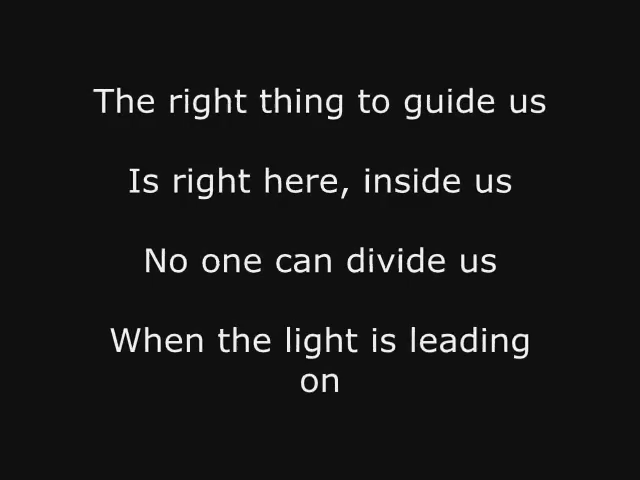 The right thing to guide us
Is right here, inside us
No one can divide us
When the light is leading
on